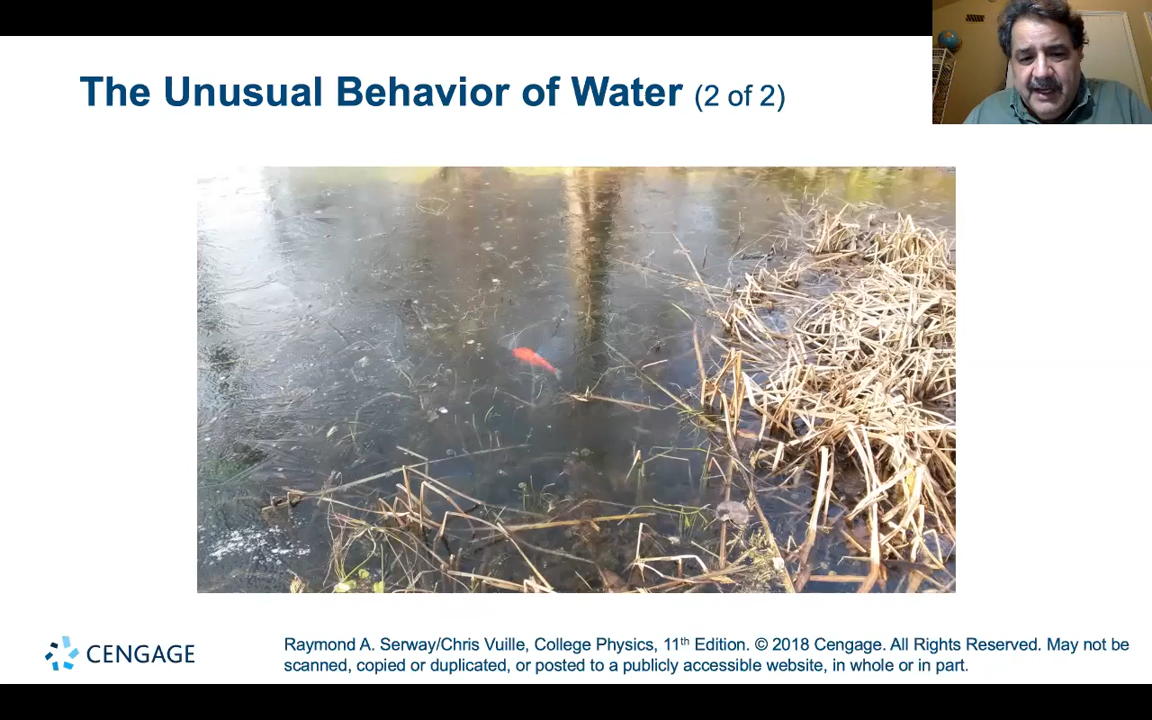 The Unusual Behavior of Water (2 of 2)
CENGAGE
Raymond A. Serway/Chris Vuille, College Physics, 11th Edition. © 2018 Cengage. All Rights Reserved. May not be
scanned, copied or duplicated, or posted to a publicly accessible website, in whole or in part.